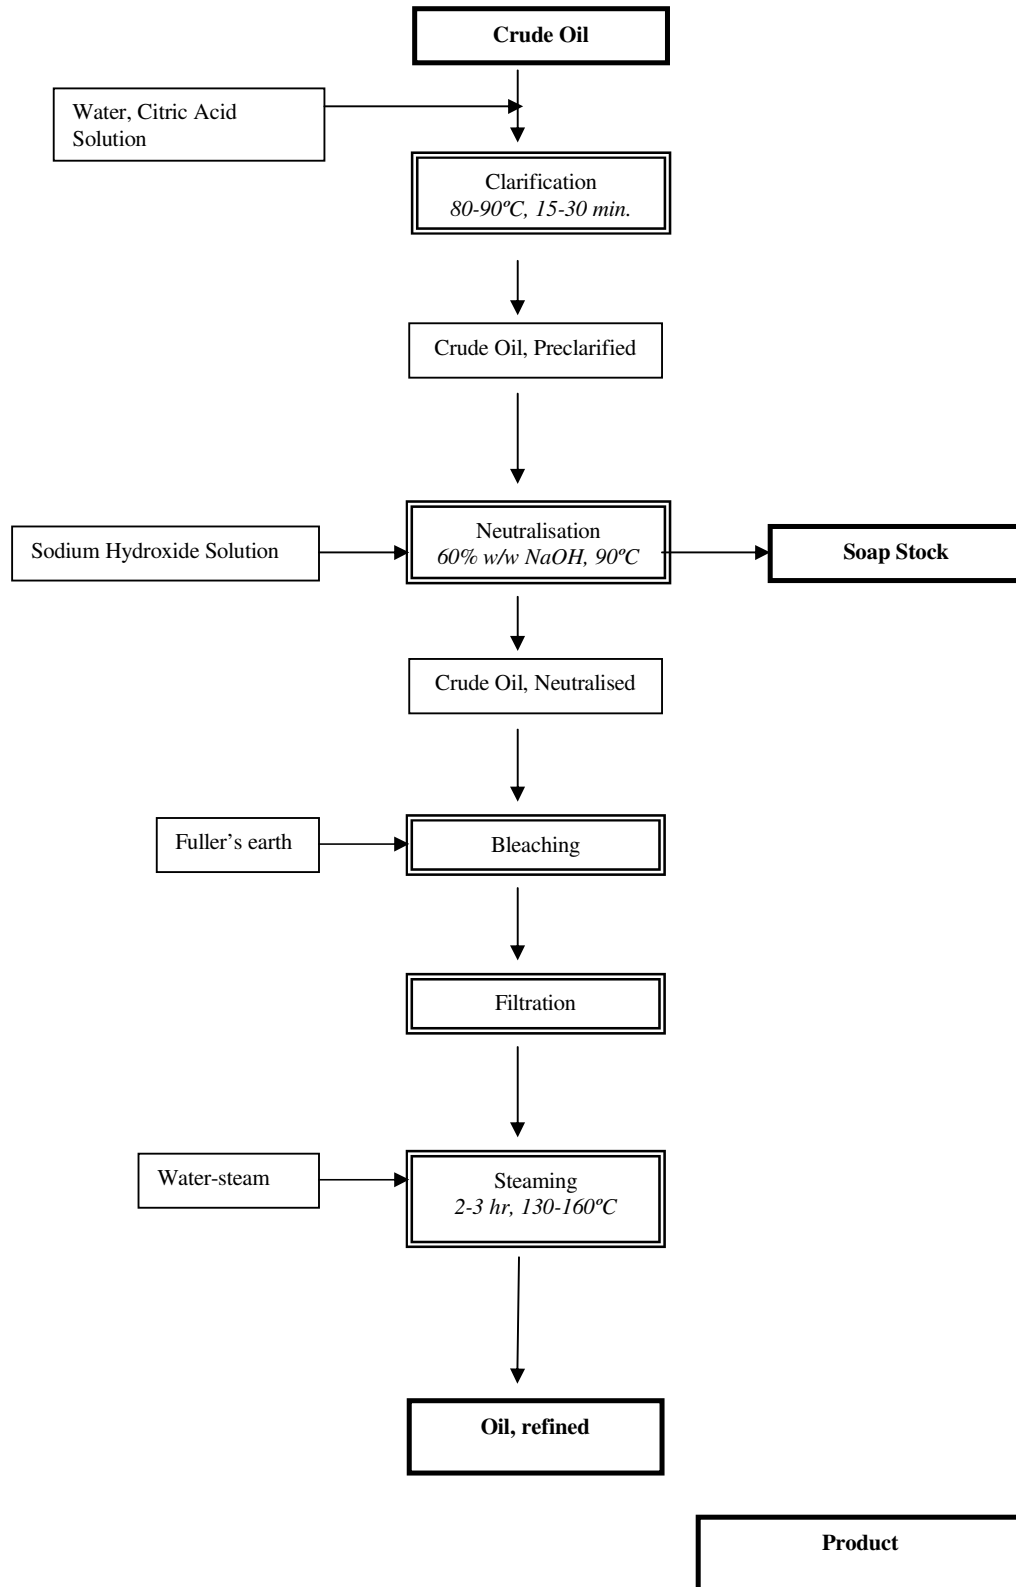 Crude Oil
Water, Citric Acid
Solution
Clarification
80-90ºC, 15-30 min.
Crude Oil, Preclarified
Sodium Hydroxide Solution
Neutralisation
60% w/w NaOH, 90ºC
Soap Stock
Crude Oil, Neutralised
Fuller’s earth
Bleaching
Filtration
Water-steam
Steaming
2-3 hr, 130-160ºC
Oil, refined
Product